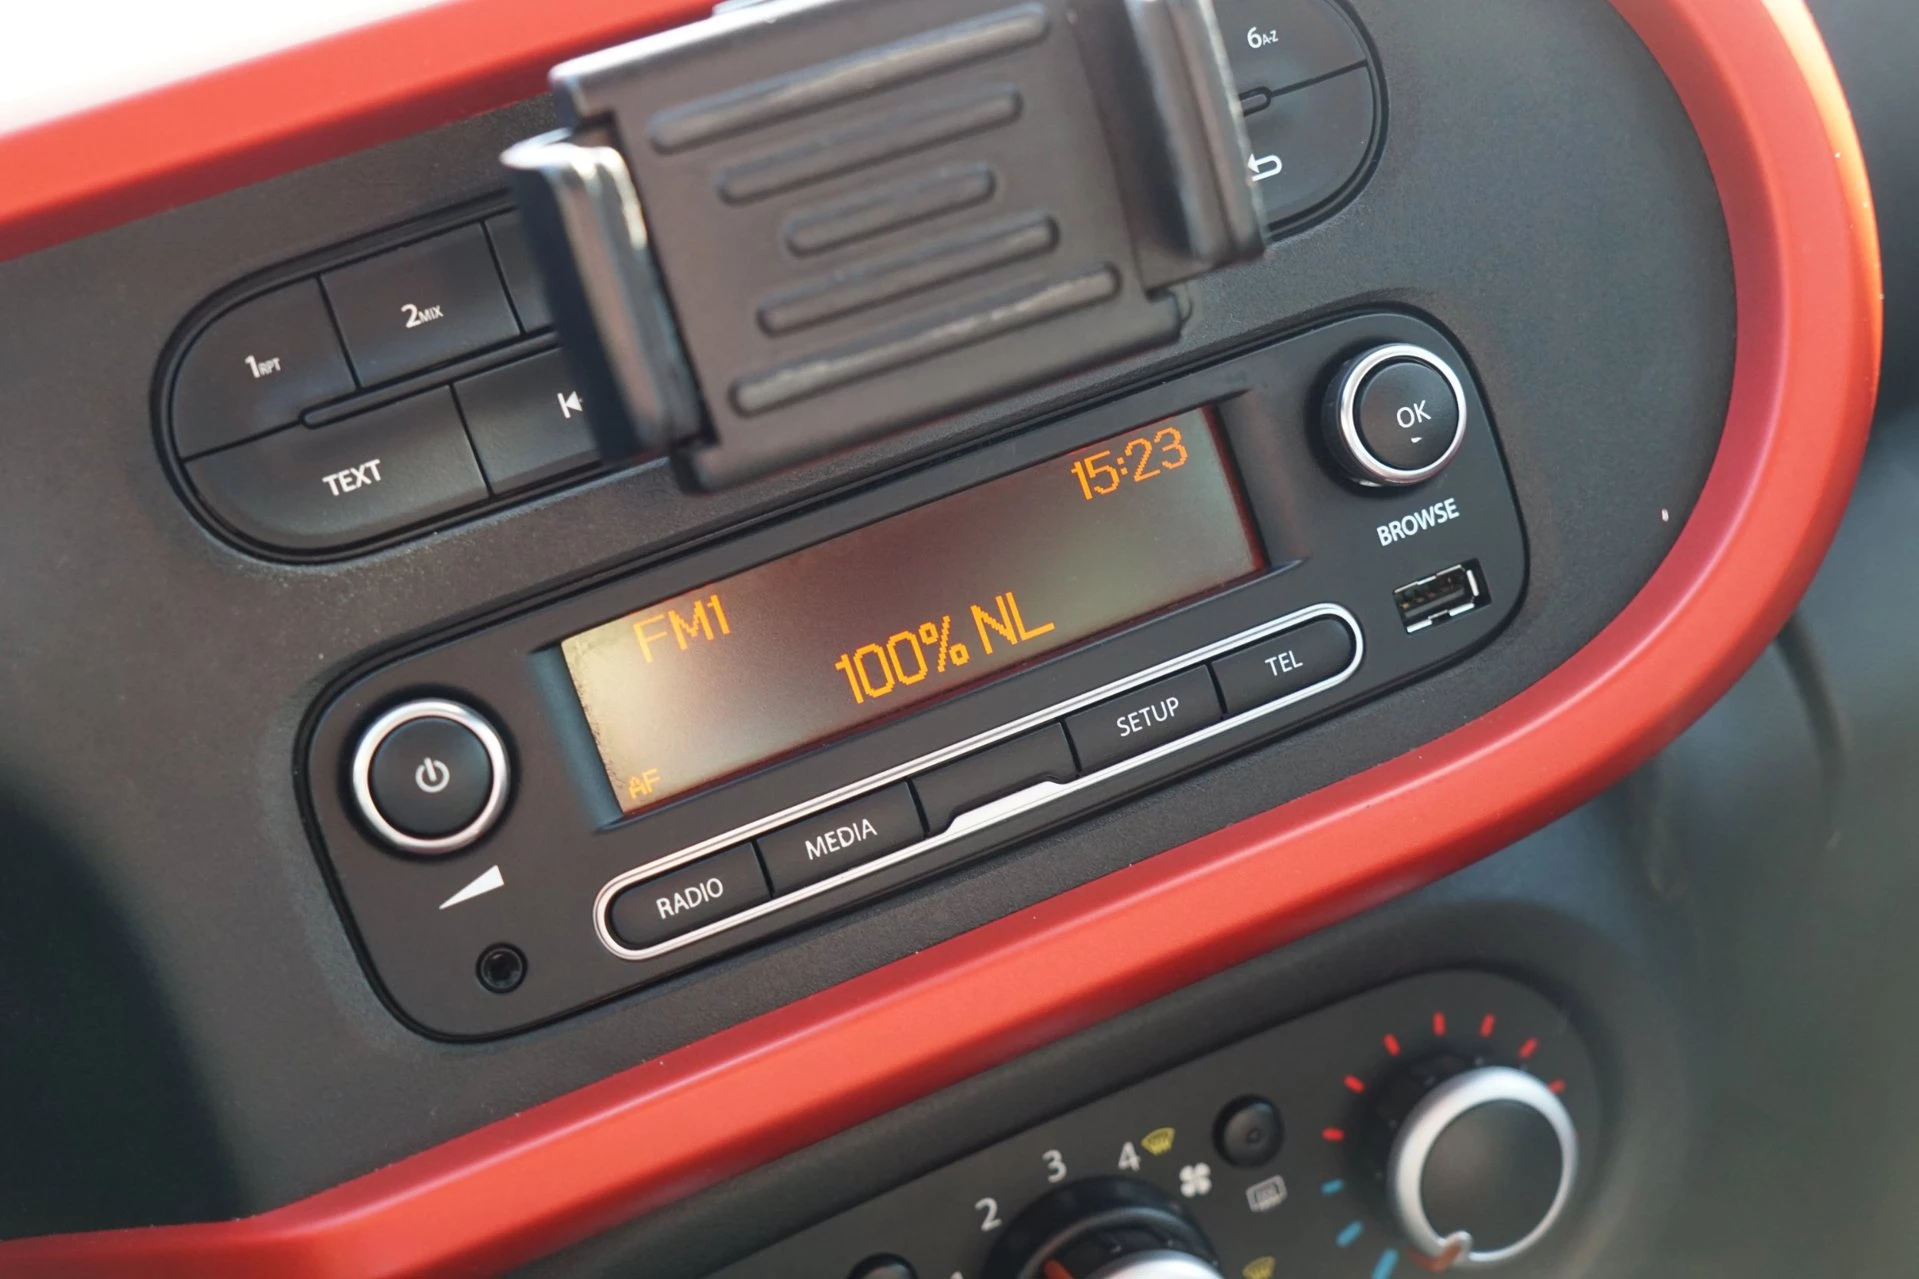 6A-Z
2MIX
1RPT
TEXT
15:23
OK
BROWSE
FM1
100% NL
AF
TEL
SETUP
MEDIA
RADIO
4
3
2